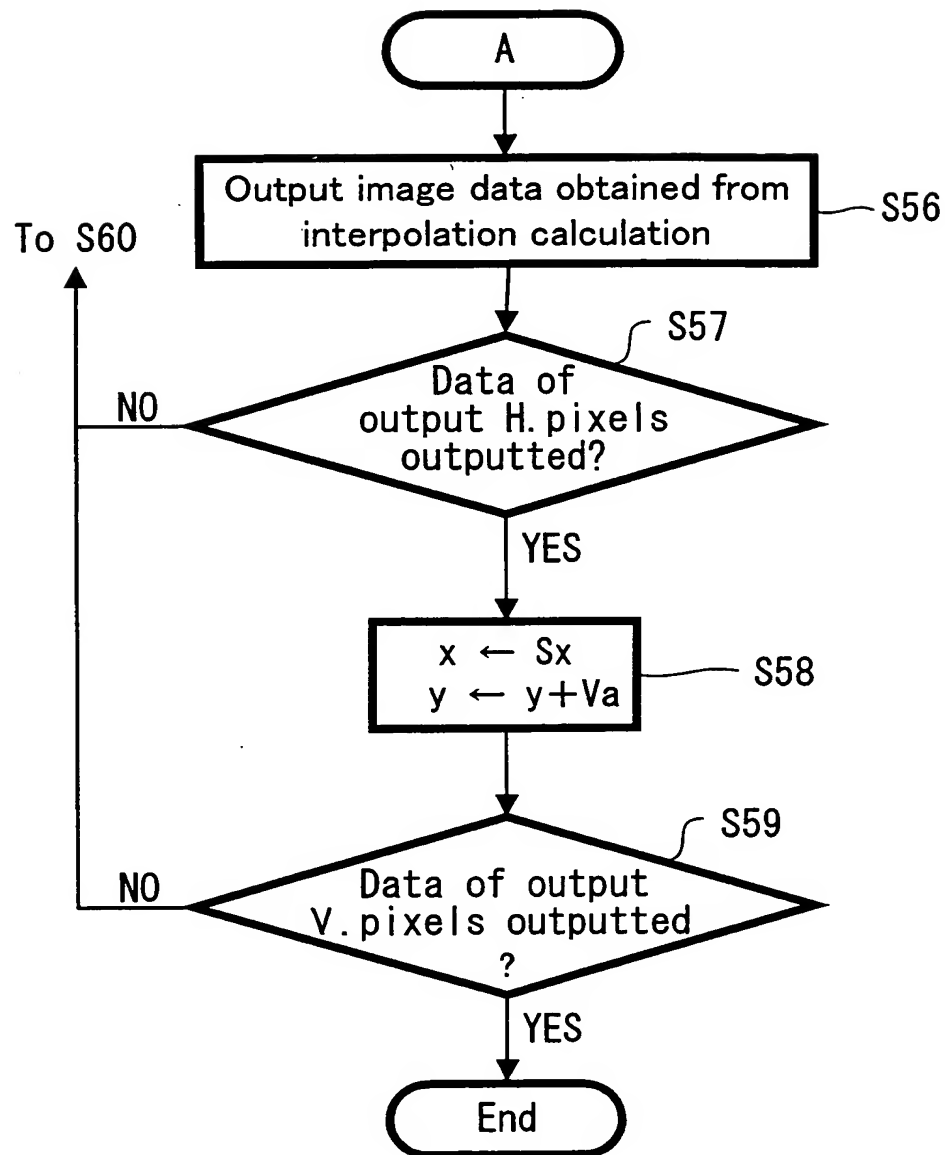 A
Output image data obtained from
interpolation calculation
S56
To S60
S57
Data of
output H.pixels
outputted?
NO
YES
x ← Sx
y ← y+Va
S58
S59
Data of output
V.pixels outputted
?
NO
YES
End